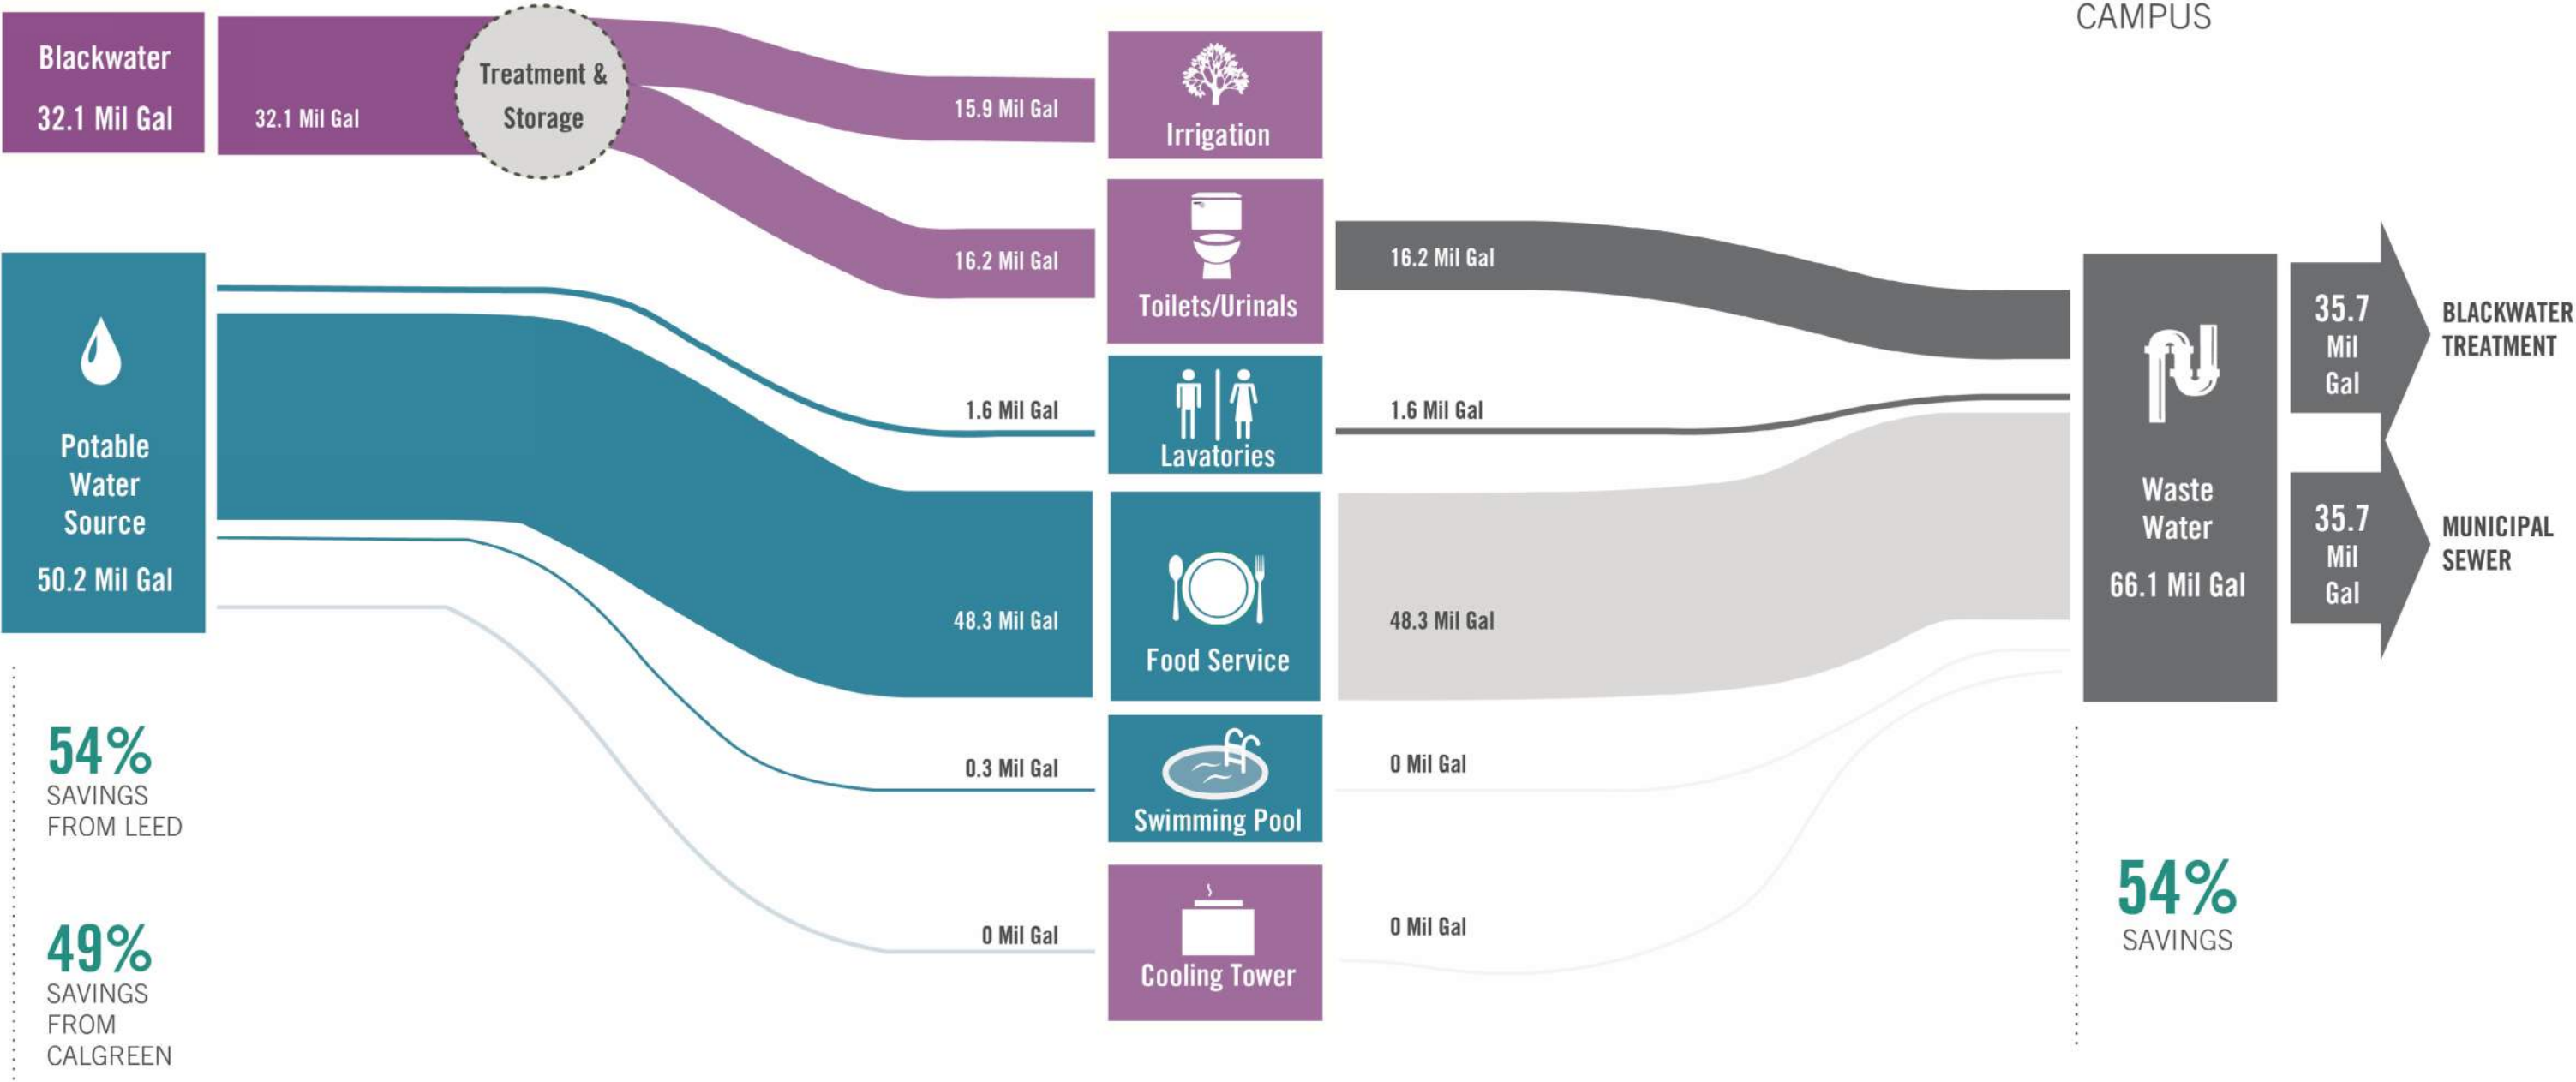 CAMPUS
Blackwater
32.1 Mil Gal
32.1 Mil Gal
Treatment &
Storage
15.9 Mil Gal
Irrigation
16.2 Mil Gal
Toilets/Urinals
16.2 Mil Gal
Potable
Water
Source
50.2 Mil Gal
1.6 Mil Gal
Lavatories
1.6 Mil Gal
48.3 Mil Gal
Food Service
48.3 Mil Gal
0.3 Mil Gal
Swimming Pool
0 Mil Gal
0 Mil Gal
Cooling Tower
0 Mil Gal
Waste
Water
66.1 Mil Gal
35.7
Mil
Gal
BLACKWATER
TREATMENT
35.7
Mil
Gal
MUNICIPAL
SEWER
54%
SAVINGS
FROM LEED
49%
SAVINGS
FROM
CALGREEN
54%
SAVINGS